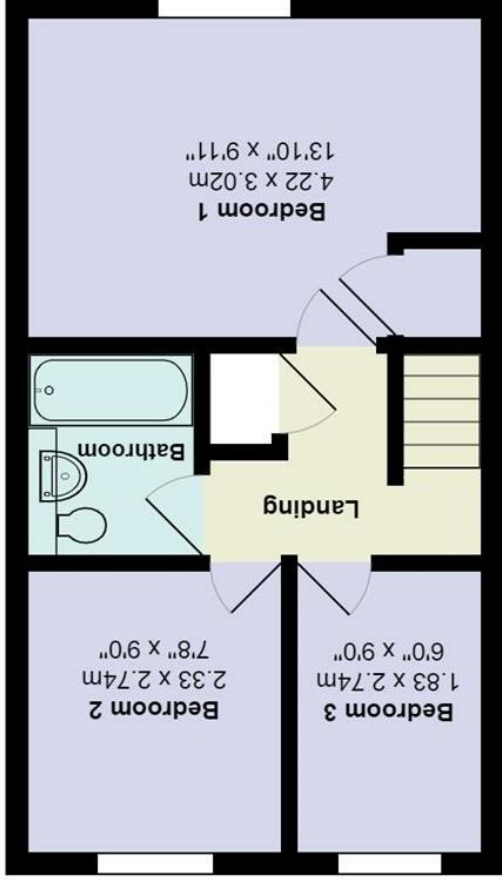 Bedroom 3
1.83 x 2.74m
6'0" x 9'0"
Bedroom 2
2.33 x 2.74m
7'8" x 9'0"
Landing
Bathroom
Bedroom 1
4.22 x 3.02m
13'10" x 9'11"